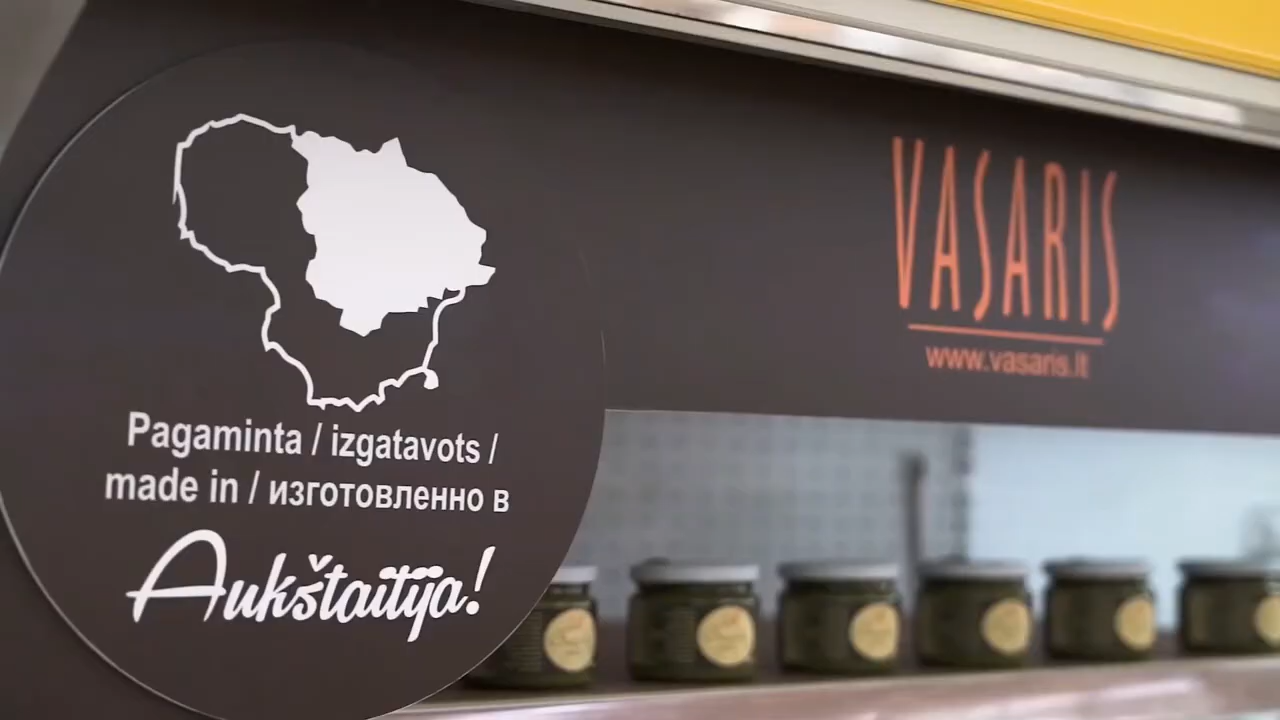 Pagaminta / izgatavots /
made in / изготовленно в
Aukštaitija!
VASARIS
www.vasaris.lt